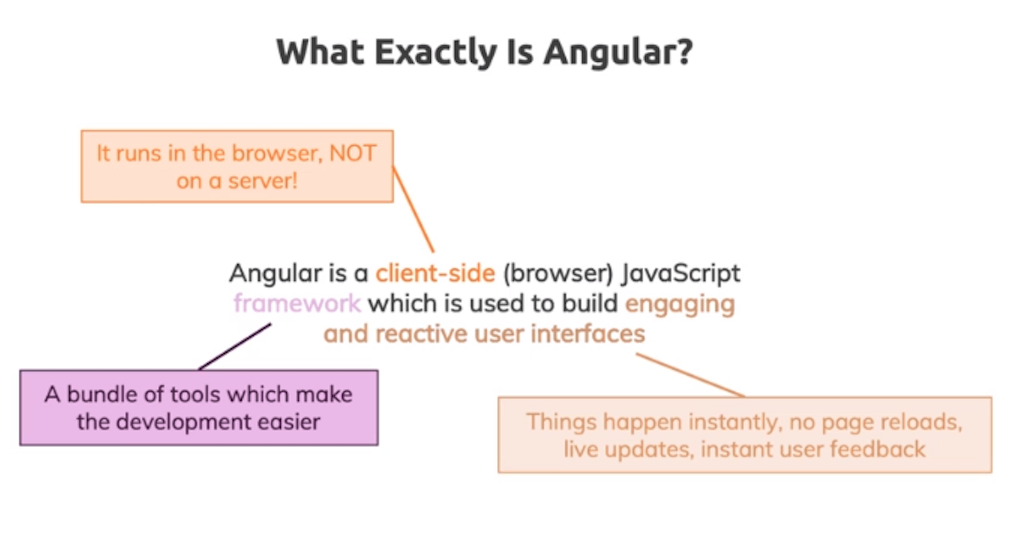 What Exactly Is Angular?
It runs in the browser, NOT
on a server!
Angular is a client-side (browser) JavaScript
framework which is used to build engaging
and reactive user interfaces
A bundle of tools which make
the development easier
Things happen instantly, no page reloads,
live updates, instant user feedback